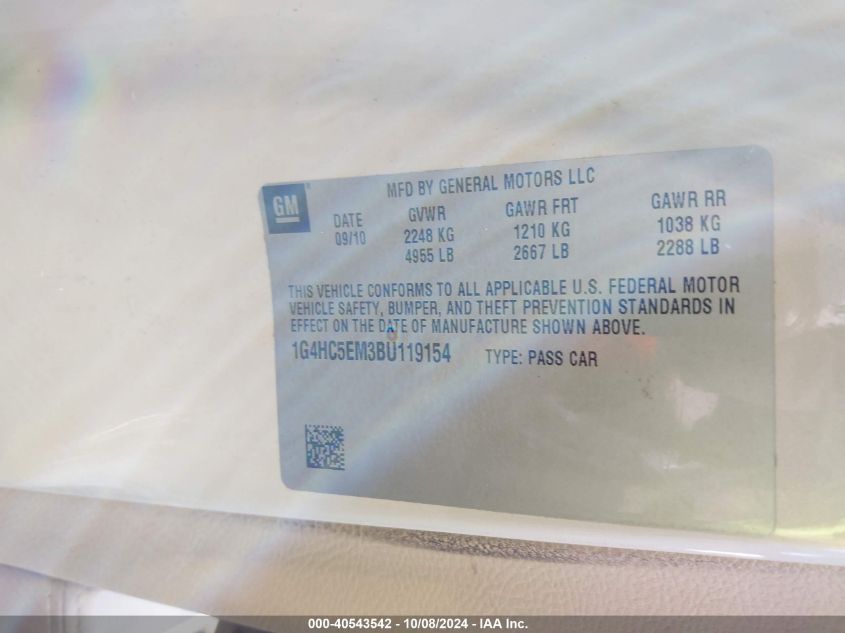 MFD BY GENERAL MOTORS LLC
GM
DATE GVWR GAWR FRT GAWR RR
09/10 2248 KG 1210 KG 1038 KG
4955 LB 2667 LB 2288 LB
THIS VEHICLE CONFORMS TO ALL APPLICABLE U.S. FEDERAL MOTOR
VEHICLE SAFETY, BUMPER, AND THEFT PREVENTION STANDARDS IN
EFFECT ON THE DATE OF MANUFACTURE SHOWN ABOVE.
1G4HC5EM3BU119154 TYPE: PASS CAR
000-40543542 - 10/08/2024 - IAA Inc.